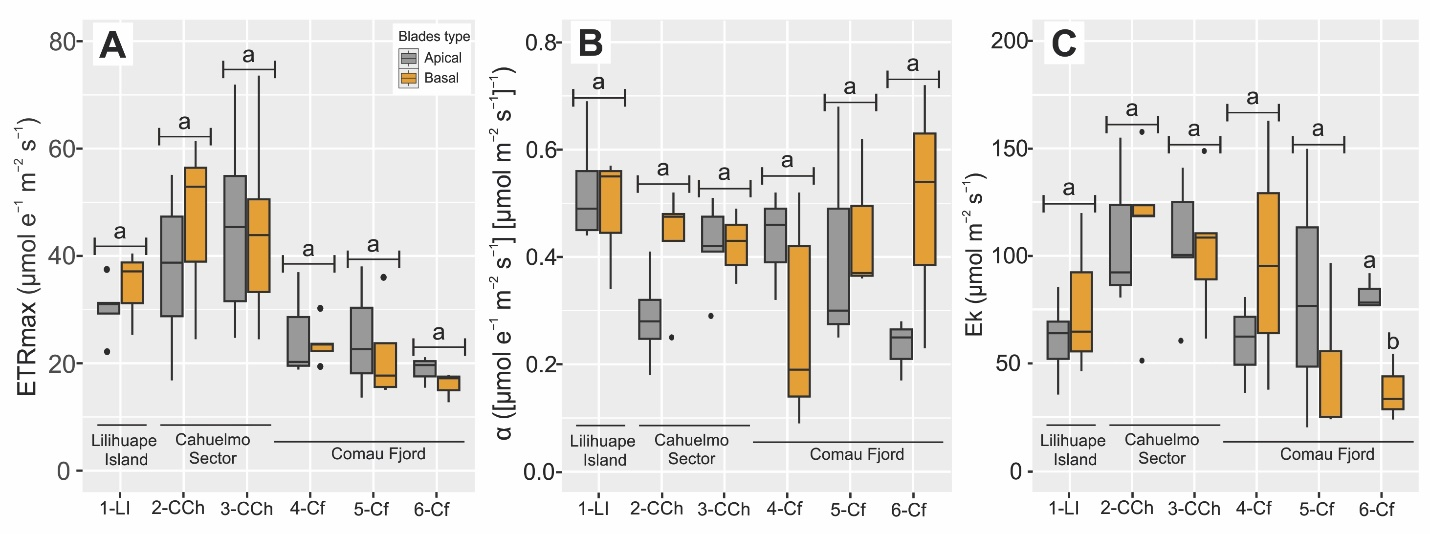 A
Blades type
Apical
Basal
ETRmax (μmol e⁻¹ m⁻² s⁻¹)
80
60
40
20
0
a
a
a
a
a
a
Lilihuape
Island
Cahuelmo
Sector
Comau Fjord
1-LI
2-CCh
3-CCh
4-Cf
5-Cf
6-Cf
B
α ([μmol e⁻¹ m⁻² s⁻¹] [μmol m⁻² s⁻¹]⁻¹)
0.8
0.6
0.4
0.2
0.0
a
a
a
a
a
a
Lilihuape
Island
Cahuelmo
Sector
Comau Fjord
1-LI
2-CCh
3-CCh
4-Cf
5-Cf
6-Cf
C
Ek (μmol m⁻² s⁻¹)
200
150
100
50
0
a
a
a
a
a
a
b
Lilihuape
Island
Cahuelmo
Sector
Comau Fjord
1-LI
2-CCh
3-CCh
4-Cf
5-Cf
6-Cf